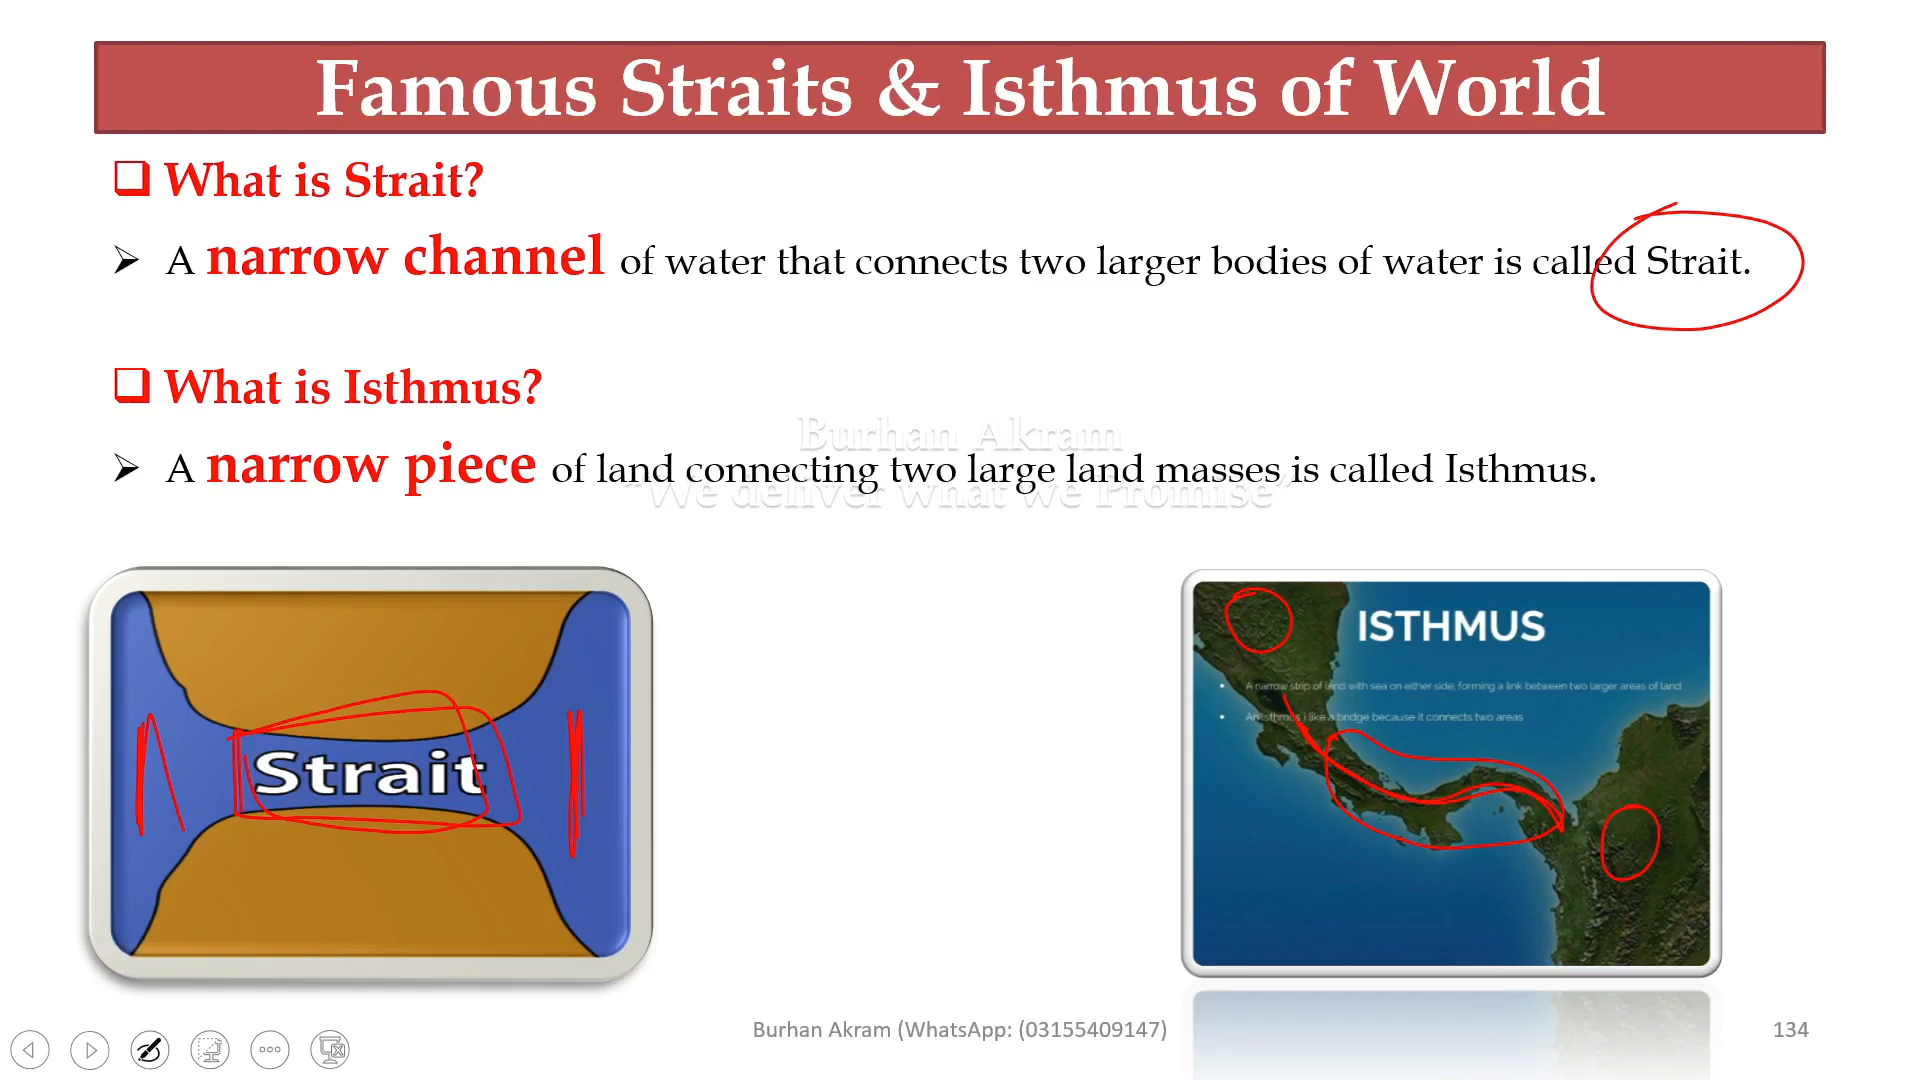 Famous Straits & Isthmus of World
What is Strait?
A narrow channel of water that connects two larger bodies of water is called Strait.
What is Isthmus?
Burhan Akram
A narrow piece of land connecting two large land masses is called Isthmus.
"We deliver what we Promise"
Strait
ISTHMUS
A narrow strip of land with sea on either side, forming a link between two larger areas of land
An isthmus i like a bridge because it connects two areas
Burhan Akram (WhatsApp: (03155409147)
134